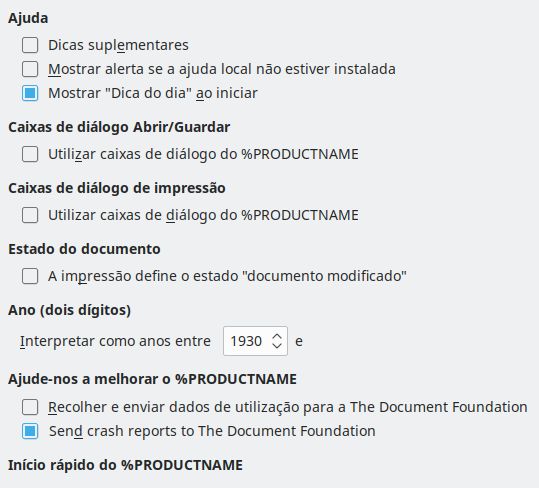 Ajuda
Dicas suplementares
Mostrar alerta se a ajuda local não estiver instalada
Mostrar "Dica do dia" ao iniciar
Caixas de diálogo Abrir/Guardar
Utilizar caixas de diálogo do %PRODUCTNAME
Caixas de diálogo de impressão
Utilizar caixas de diálogo do %PRODUCTNAME
Estado do documento
A impressão define o estado "documento modificado"
Ano (dois dígitos)
Interpretar como anos entre 1930 e
Ajude-nos a melhorar o %PRODUCTNAME
Recolher e enviar dados de utilização para a The Document Foundation
Send crash reports to The Document Foundation
Início rápido do %PRODUCTNAME